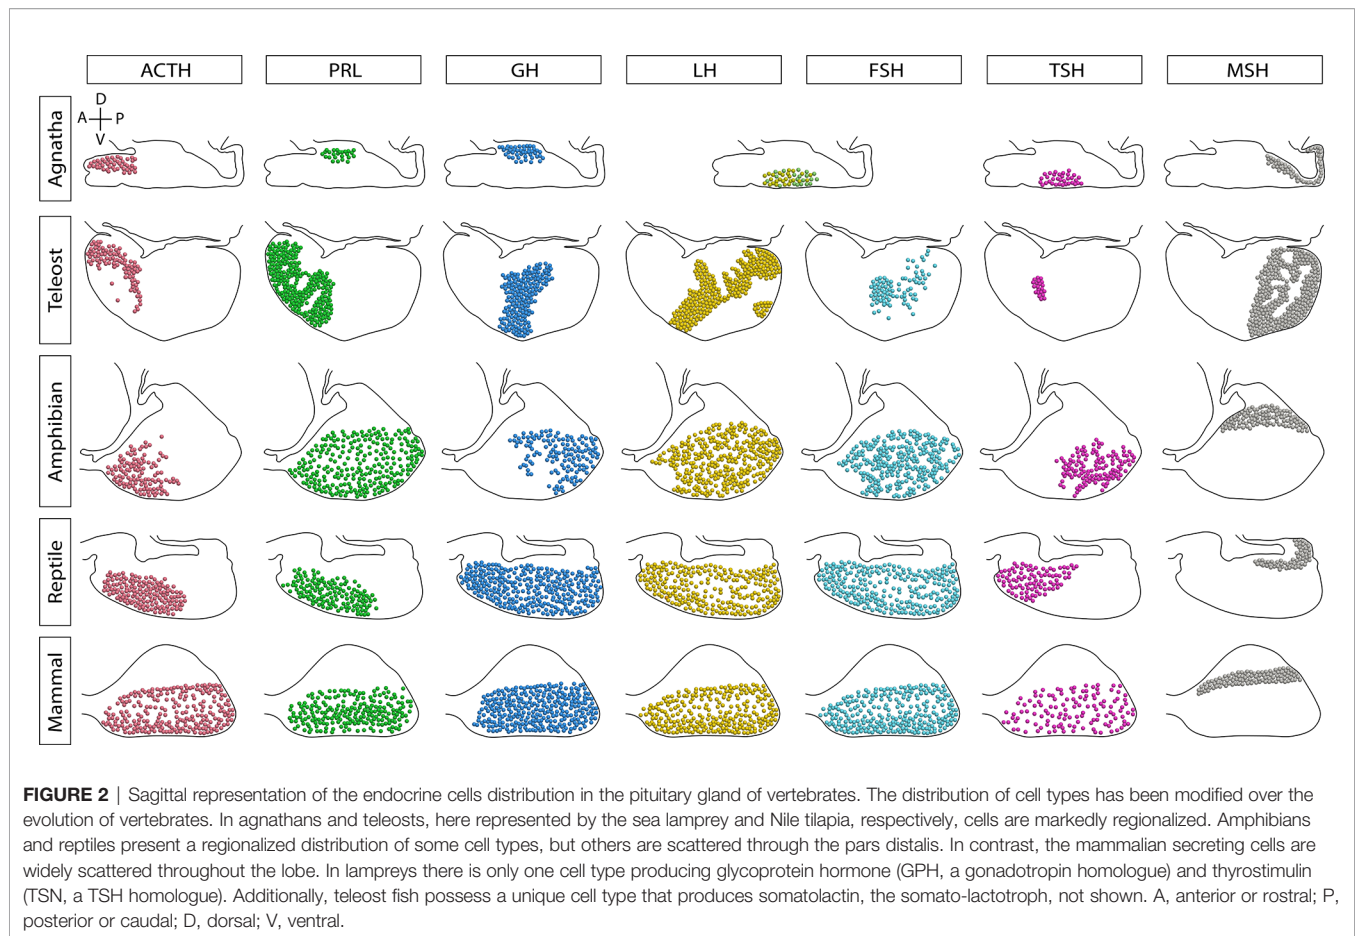 ACTH PRL GH LH FSH TSH MSH
Agnatha
D
A P
V
Teleost
Amphibian
Reptile
Mammal
FIGURE 2 | Sagittal representation of the endocrine cells distribution in the pituitary gland of vertebrates. The distribution of cell types has been modified over the
evolution of vertebrates. In agnathans and teleosts, here represented by the sea lamprey and Nile tilapia, respectively, cells are markedly regionalized. Amphibians
and reptiles present a regionalized distribution of some cell types, but others are scattered through the pars distalis. In contrast, the mammalian secreting cells are
widely scattered throughout the lobe. In lampreys there is only one cell type producing glycoprotein hormone (GPH, a gonadotropin homologue) and thyrostimulin
(TSN, a TSH homologue). Additionally, teleost fish possess a unique cell type that produces somatolactin, the somato-lactotroph, not shown. A, anterior or rostral; P,
posterior or caudal; D, dorsal; V, ventral.